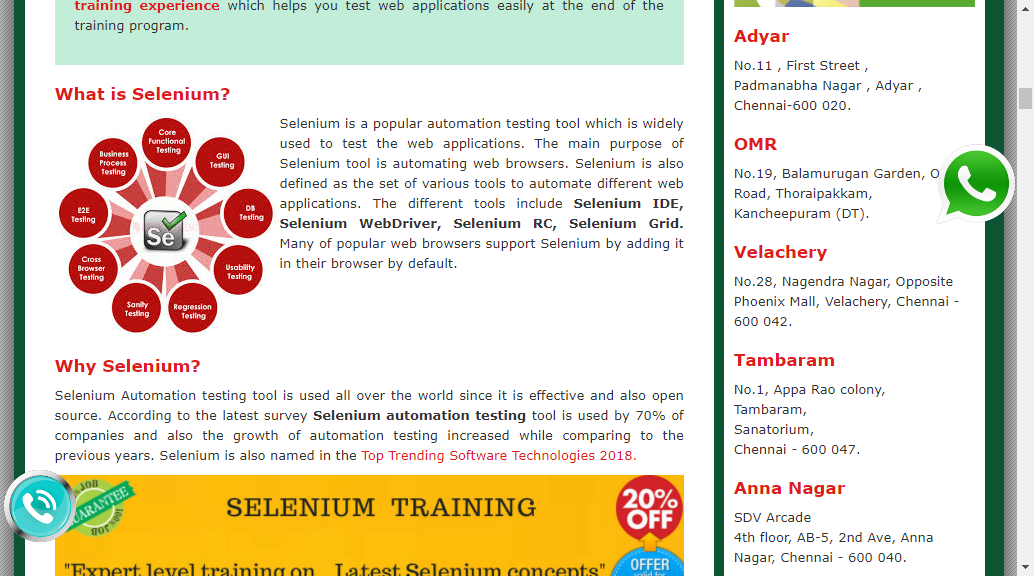 training experience which helps you test web applications easily at the end of the
training program.
What is Selenium?
Core
Functional
Testing
GUI
Testing
DB
Testing
Usability
Testing
Regression
Testing
Sanity
Testing
Cross
Browser
Testing
E2E
Testing
Business
Process
Testing
Se
Selenium is a popular automation testing tool which is widely
used to test the web applications. The main purpose of
Selenium tool is automating web browsers. Selenium is also
defined as the set of various tools to automate different web
applications. The different tools include Selenium IDE,
Selenium WebDriver, Selenium RC, Selenium Grid.
Many of popular web browsers support Selenium by adding it
in their browser by default.
Why Selenium?
Selenium Automation testing tool is used all over the world since it is effective and also open
source. According to the latest survey Selenium automation testing tool is used by 70% of
companies and also the growth of automation testing increased while comparing to the
previous years. Selenium is also named in the Top Trending Software Technologies 2018.
JOB
GUARANTEE
100%
JOB
SELENIUM TRAINING
20%
OFF
OFFER
valid for
"Expert level training on Latest Selenium concepts"
Adyar
No.11 , First Street ,
Padmanabha Nagar , Adyar ,
Chennai-600 020.
OMR
No.19, Balamurugan Garden, O
Road, Thoraipakkam,
Kancheepuram (DT).
Velachery
No.28, Nagendra Nagar, Opposite
Phoenix Mall, Velachery, Chennai -
600 042.
Tambaram
No.1, Appa Rao colony,
Tambaram,
Sanatorium,
Chennai - 600 047.
Anna Nagar
SDV Arcade
4th floor, AB-5, 2nd Ave, Anna
Nagar, Chennai - 600 040.